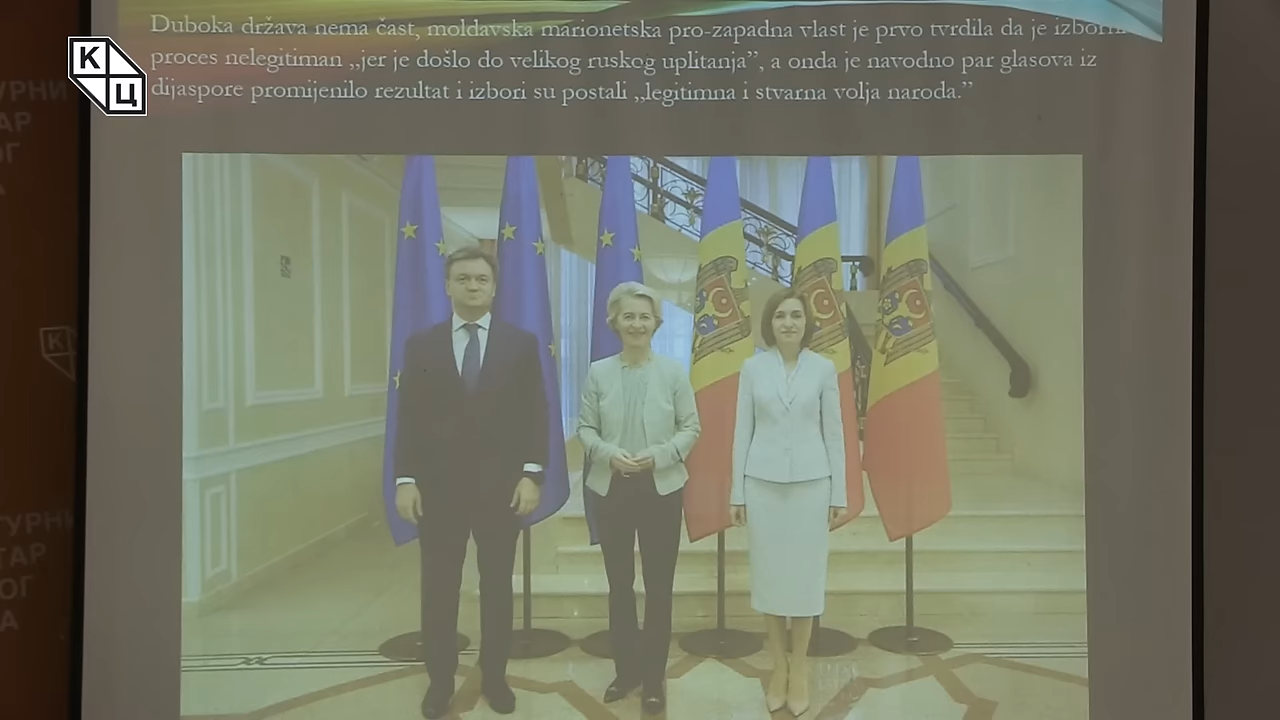 Duboka država nema čast, moldavska marionetska pro-zapadna vlast je prvo tvrdila da je izborni
proces nelegitiman „jer je došlo do velikog ruskog uplitanja”, a onda je navodno par glasova iz
dijaspore promijenilo rezultat i izbori su postali „legitimna i stvarna volja naroda.”
К
Ц